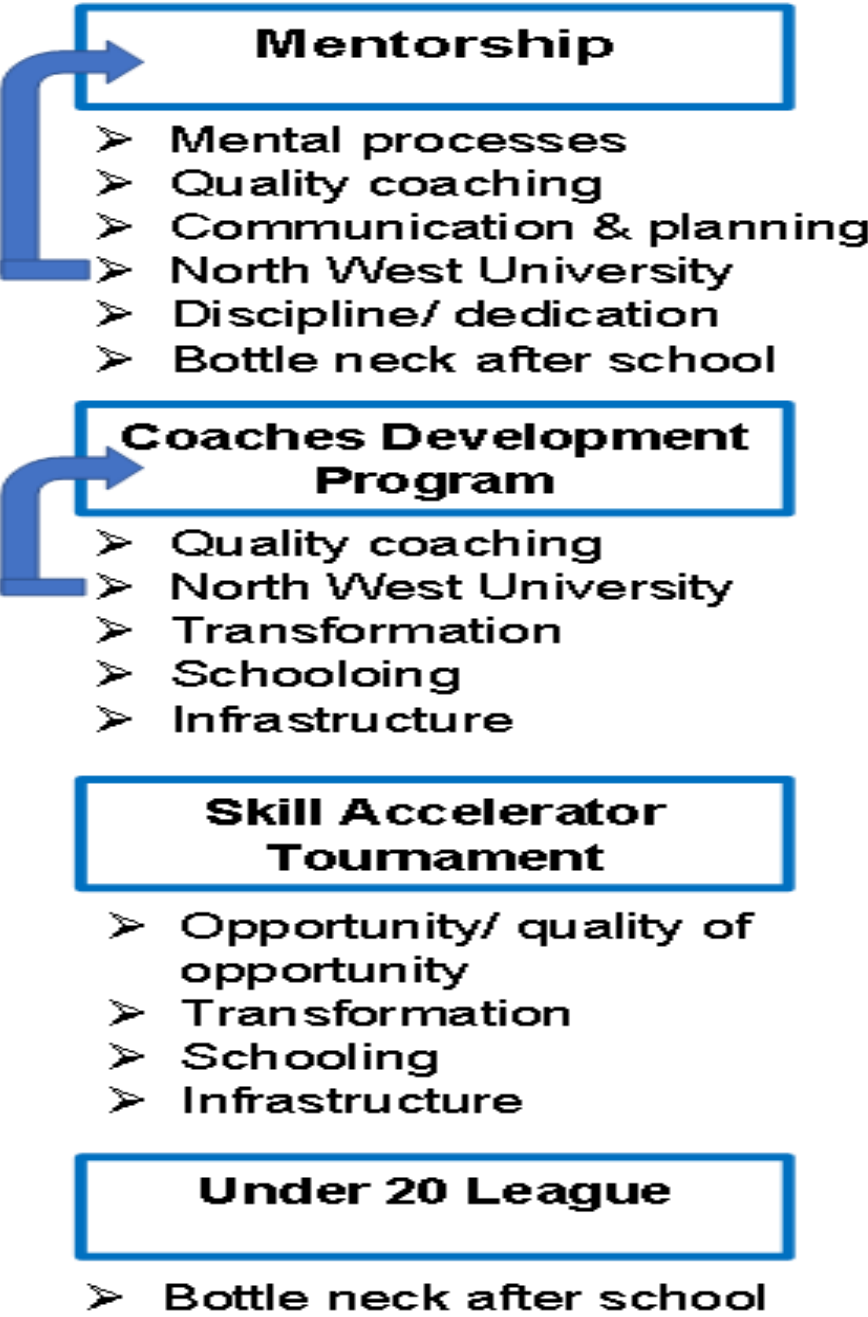 Mentorship
➢ Mental processes
➢ Quality coaching
➢ Communication & planning
➢ North West University
➢ Discipline/ dedication
➢ Bottle neck after school
Coaches Development
Program
➢ Quality coaching
➢ North West University
➢ Transformation
➢ Schooloing
➢ Infrastructure
Skill Accelerator
Tournament
➢ Opportunity/ quality of
opportunity
➢ Transformation
➢ Schooling
➢ Infrastructure
Under 20 League
➢ Bottle neck after school